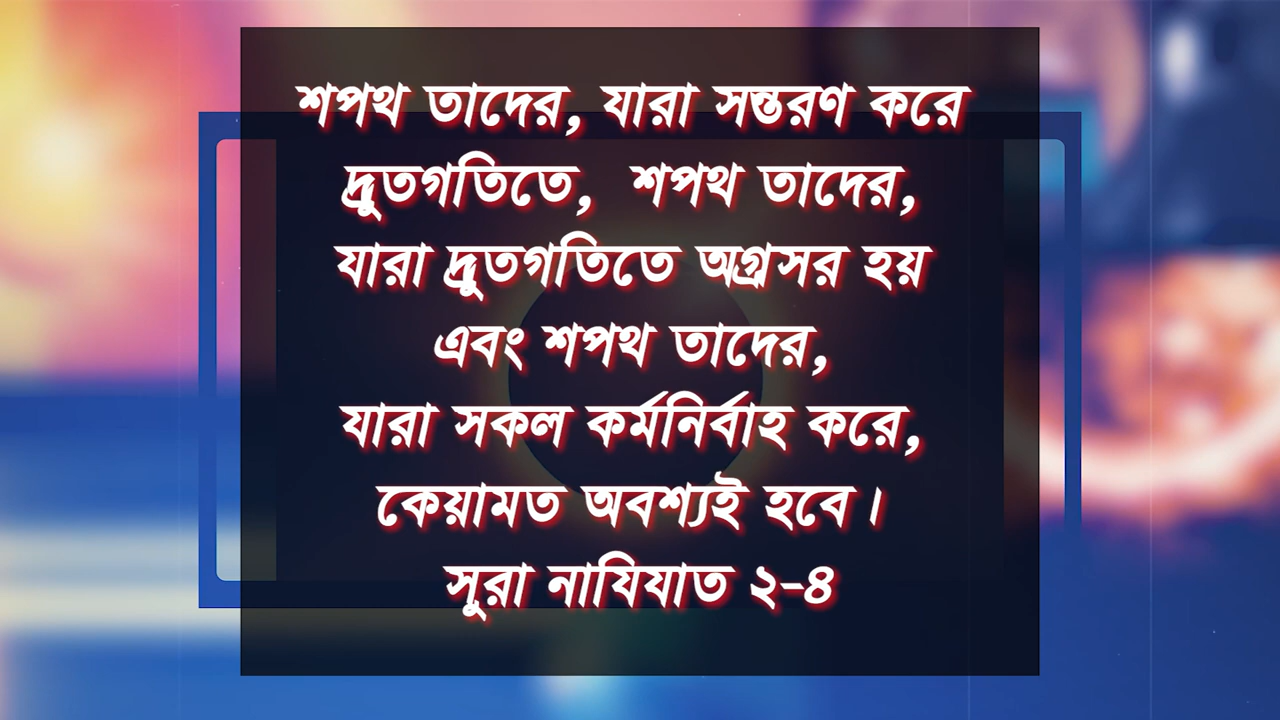 শপথ তাদের, যারা সন্তরণ করে
দ্রুতগতিতে, শপথ তাদের,
যারা দ্রুতগতিতে অগ্রসর হয়
এবং শপথ তাদের,
যারা সকল কর্মনির্বাহ করে,
কেয়ামত অবশ্যই হবে।
সুরা নাযিযাত ২-৪